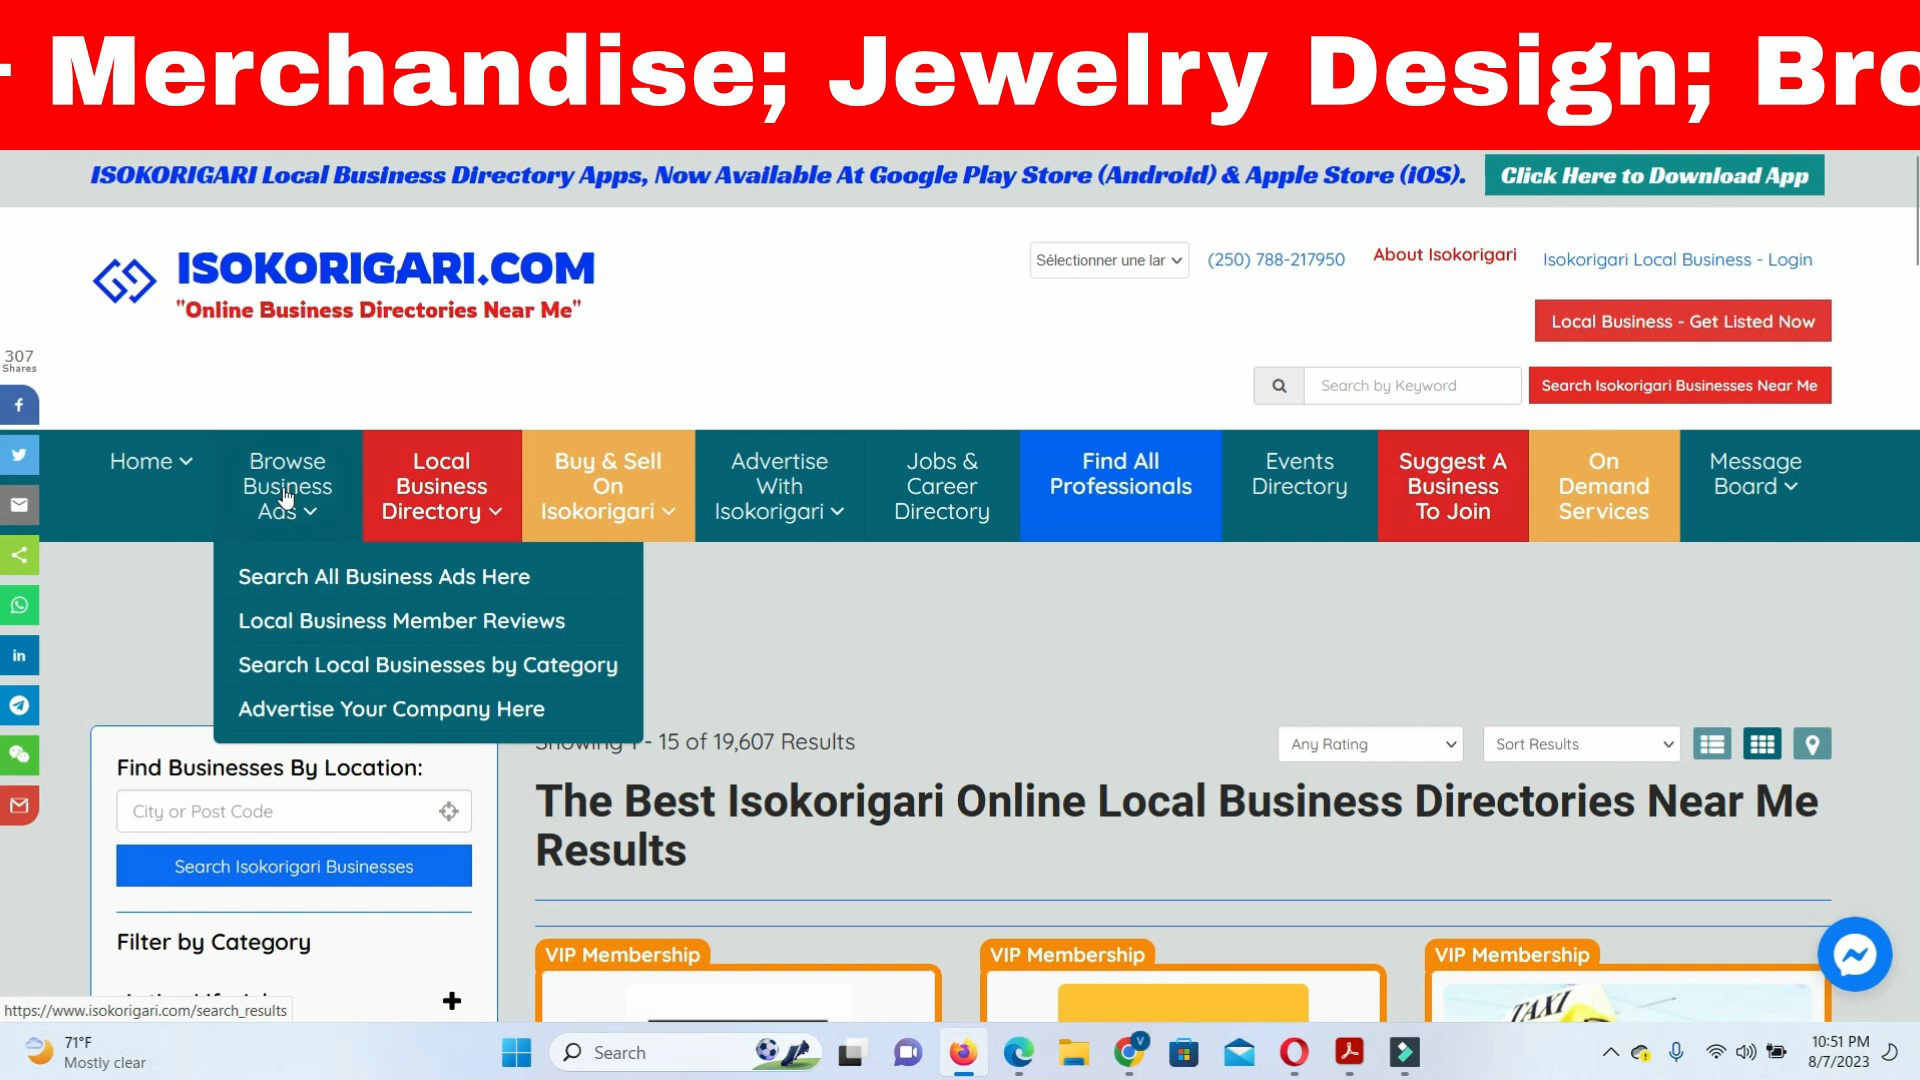 Merchandise; Jewelry Design;
ISOKORIGARI Local Business Directory Apps, Now Available At Google Play Store (Android) & Apple Store (iOS).
Click Here to Download App
ISOKORIGARI.COM
"Online Business Directories Near Me"
Sélectionner une lar
(250) 788-217950
About Isokorigari
Isokorigari Local Business - Login
Local Business - Get Listed Now
Search by Keyword
Search Isokorigari Businesses Near Me
307
Shares
Home
Browse
Business
Ads
Local
Business
Directory
Buy & Sell
On
Isokorigari
Advertise
With
Isokorigari
Jobs &
Career
Directory
Find All
Professionals
Events
Directory
Suggest A
Business
To Join
On
Demand
Services
Message
Board
Search All Business Ads Here
Local Business Member Reviews
Search Local Businesses by Category
Advertise Your Company Here
Showing 1 - 15 of 19,607 Results
Any Rating
Sort Results
Find Businesses By Location:
City or Post Code
Search Isokorigari Businesses
The Best Isokorigari Online Local Business Directories Near Me
Results
Filter by Category
VIP Membership
VIP Membership
VIP Membership
TAXI
https://www.isokorigari.com/search_results
71°F
Mostly clear
Search
10:51 PM
8/7/2023